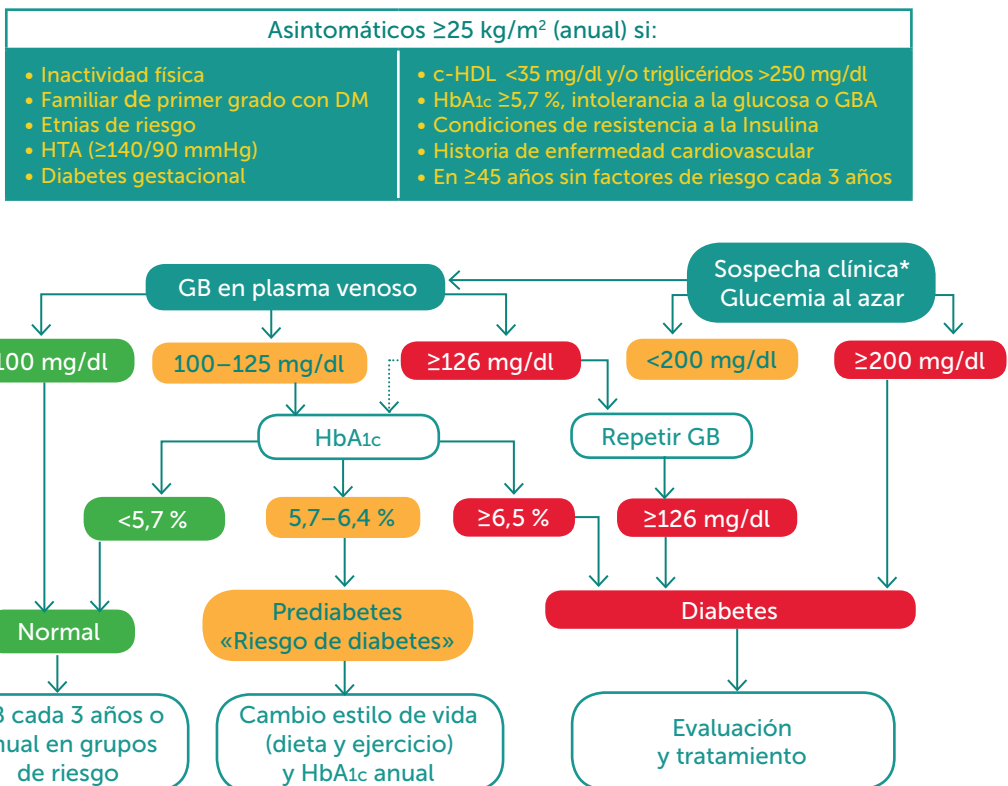 Asintomáticos ≥25 kg/m² (anual) si:
• Inactividad física
• Familiar de primer grado con DM
• Etnias de riesgo
• HTA (≥140/90 mmHg)
• Diabetes gestacional
• c-HDL <35 mg/dl y/o triglicéridos >250 mg/dl
• HbA1c ≥5,7 %, intolerancia a la glucosa o GBA
• Condiciones de resistencia a la Insulina
• Historia de enfermedad cardiovascular
• En ≥45 años sin factores de riesgo cada 3 años
Sospecha clínica*
Glucemia al azar
GB en plasma venoso
100 mg/dl
100–125 mg/dl
≥126 mg/dl
<200 mg/dl
≥200 mg/dl
HbA1c
Repetir GB
<5,7 %
5,7–6,4 %
≥6,5 %
≥126 mg/dl
Normal
Prediabetes
«Riesgo de diabetes»
Diabetes
cada 3 años o
en grupos
de riesgo
Cambio estilo de vida
(dieta y ejercicio)
y HbA1c anual
Evaluación
y tratamiento